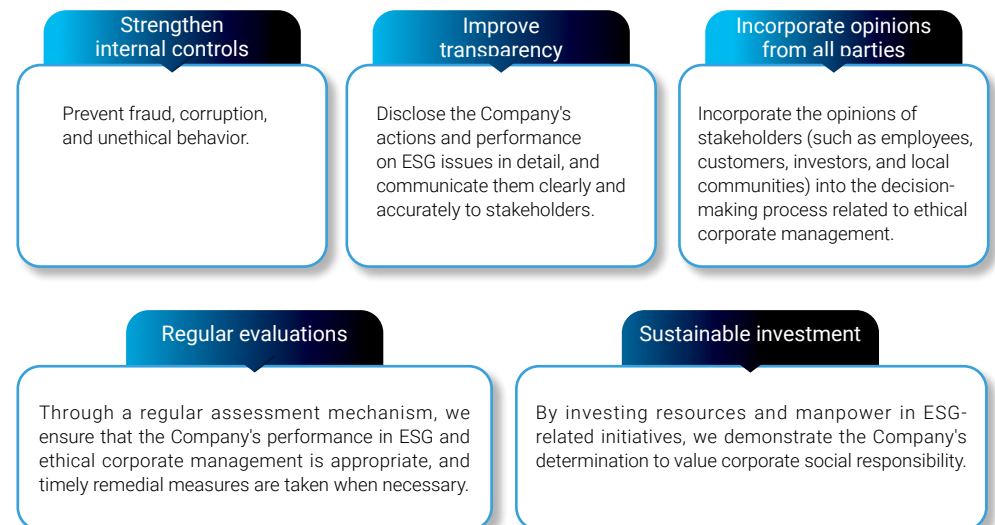 Strengthen
internal controls
Prevent fraud, corruption,
and unethical behavior.
Improve
transparency
Disclose the Company's
actions and performance
on ESG issues in detail, and
communicate them clearly and
accurately to stakeholders.
Incorporate opinions
from all parties
Incorporate the opinions of
stakeholders (such as employees,
customers, investors, and local
communities) into the decision-
making process related to ethical
corporate management.
Regular evaluations
Through a regular assessment mechanism, we
ensure that the Company's performance in ESG and
ethical corporate management is appropriate, and
timely remedial measures are taken when necessary.
Sustainable investment
By investing resources and manpower in ESG-
related initiatives, we demonstrate the Company's
determination to value corporate social responsibility.